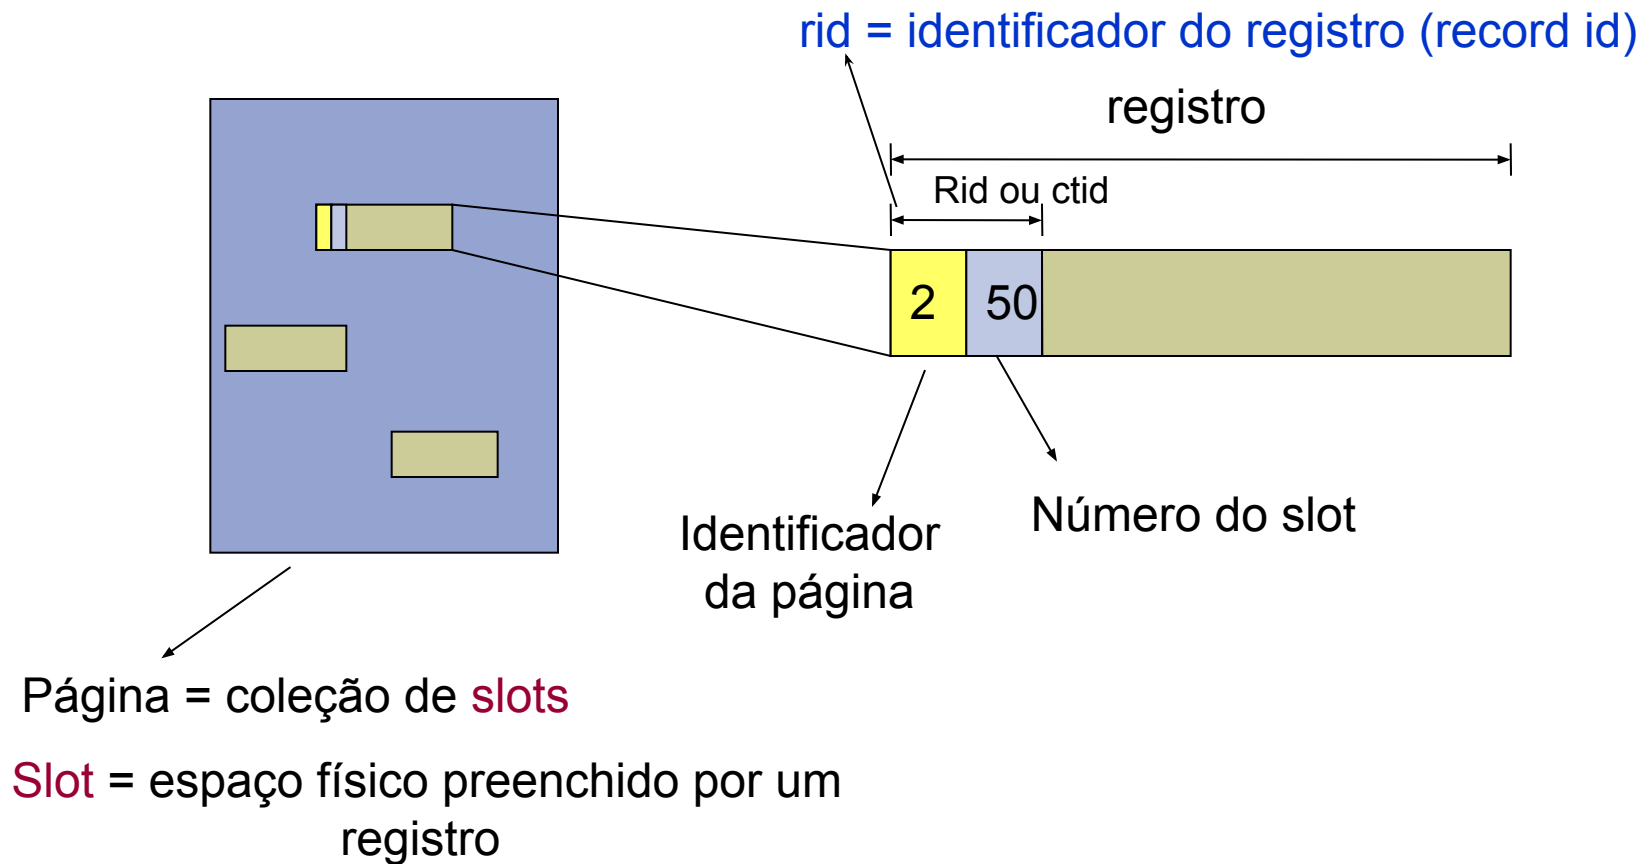 rid = identificador do registro (record id)
registro
Rid ou ctid
2
50
Identificador
da página
Número do slot
Página = coleção de slots
Slot = espaço físico preenchido por um
registro